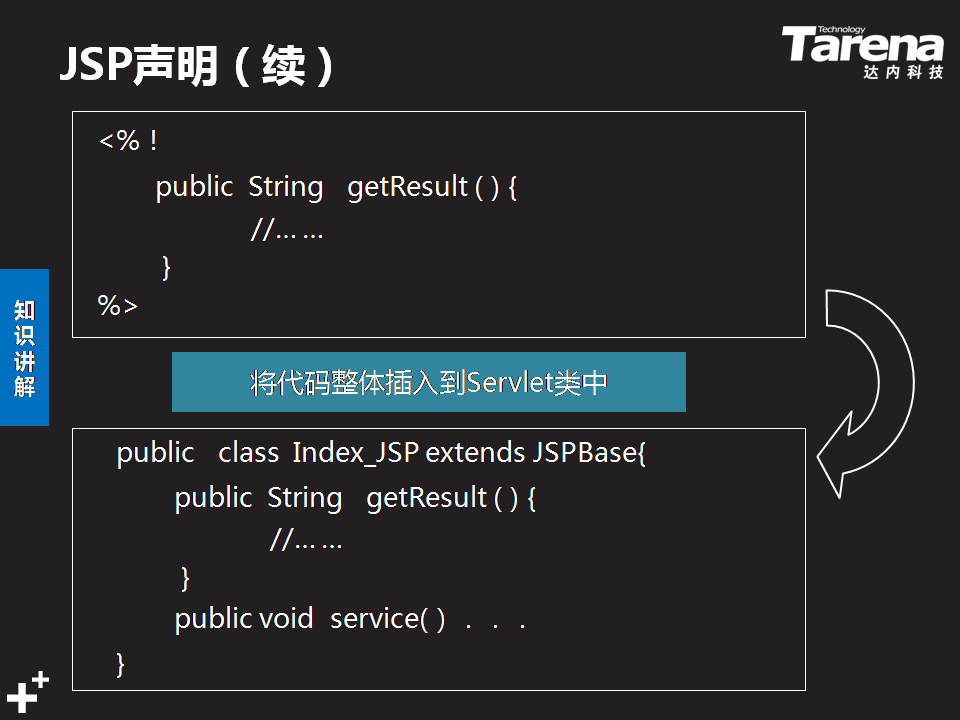 JSP声明（续）
Technology
Tarena
达内科技
<% !
public String getResult ( ) {
//... ...
}
%>
知识讲解
将代码整体插入到Servlet类中
public class Index_JSP extends JSPBase{
public String getResult ( ) {
//... ...
}
public void service( ) . . .
}